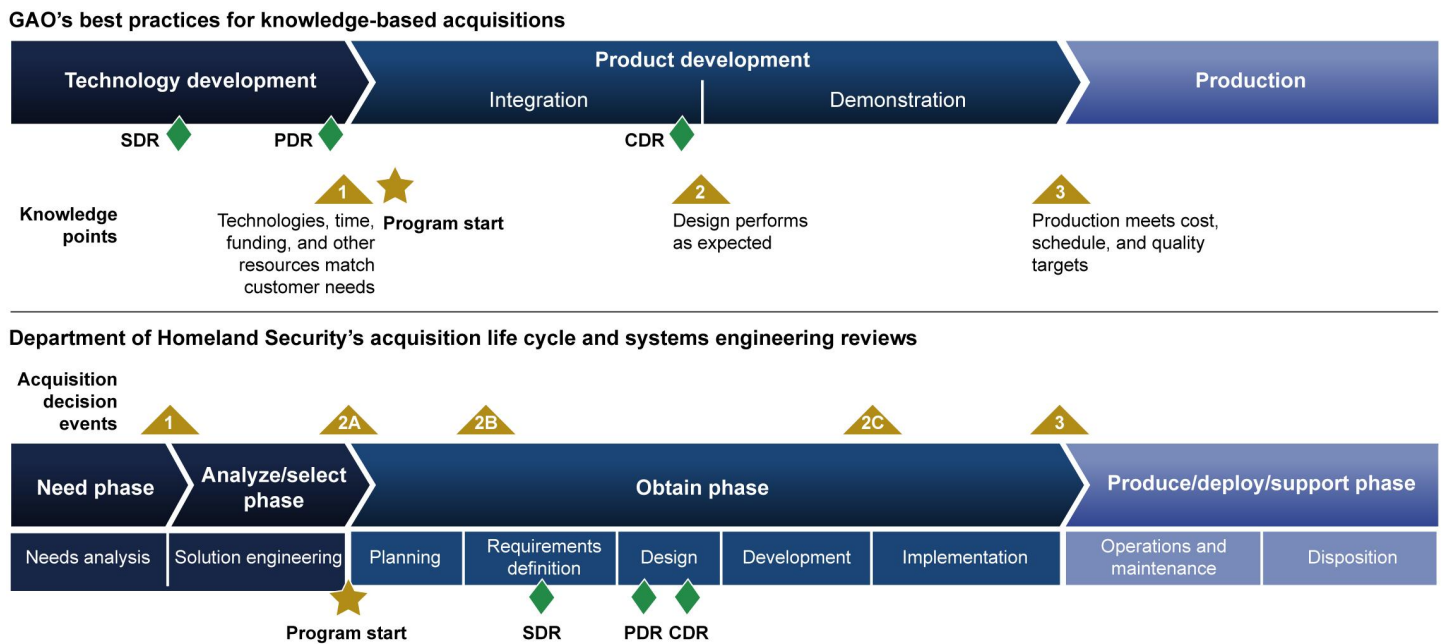 GAO’s best practices for knowledge-based acquisitions
Technology development
Product development
Integration
Demonstration
Production
SDR
PDR
CDR
Knowledge
points
1
Technologies, time,
funding, and other
resources match
customer needs
Program start
2
Design performs
as expected
3
Production meets cost,
schedule, and quality
targets
Department of Homeland Security’s acquisition life cycle and systems engineering reviews
Acquisition
decision
events
1
2A
2B
2C
3
Need phase
Analyze/select
phase
Obtain phase
Produce/deploy/support phase
Needs analysis
Solution engineering
Planning
Requirements
definition
Design
Development
Implementation
Operations and
maintenance
Disposition
Program start
SDR
PDR
CDR